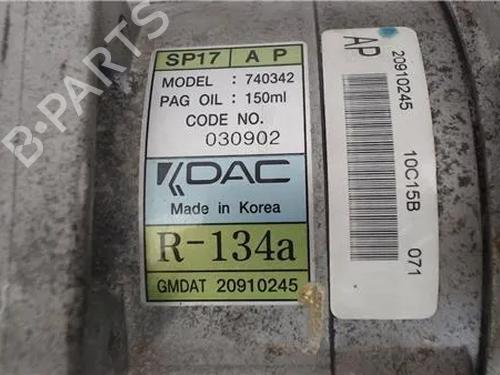 SP17 A P
MODEL : 740342
PAG OIL : 150ml
CODE NO.
030902
DAC
Made in Korea
R-134a
GMDAT 20910245
AP
20910245 10C15B 071
B-PARTS